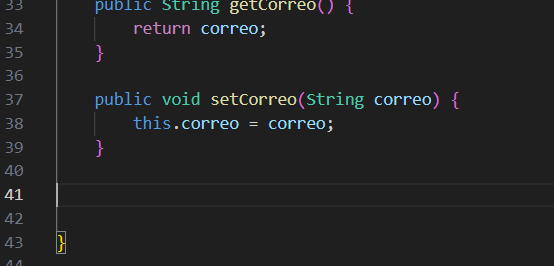 33 public String getCorreo() {
34 return correo;
35 }
36
37 public void setCorreo(String correo) {
38 this.correo = correo;
39 }
40
41
42
43 }
44